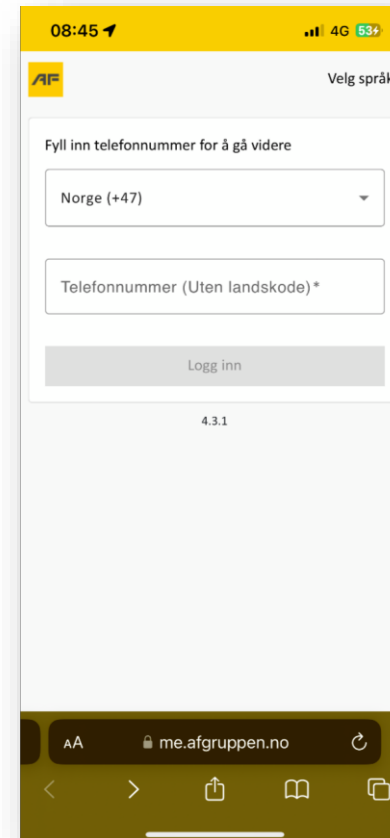 08:45
4G 53
AF
Velg språk
Fyll inn telefonnummer for å gå videre
Norge (+47)
Telefonnummer (Uten landskode)*
Logg inn
4.3.1
AA
me.afgruppen.no